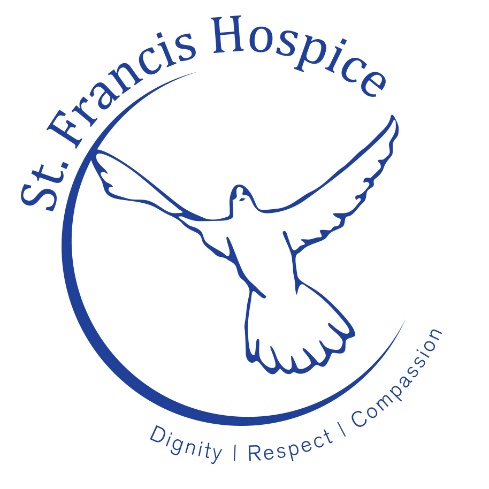 St. Francis Hospice
Dignity | Respect | Compassion